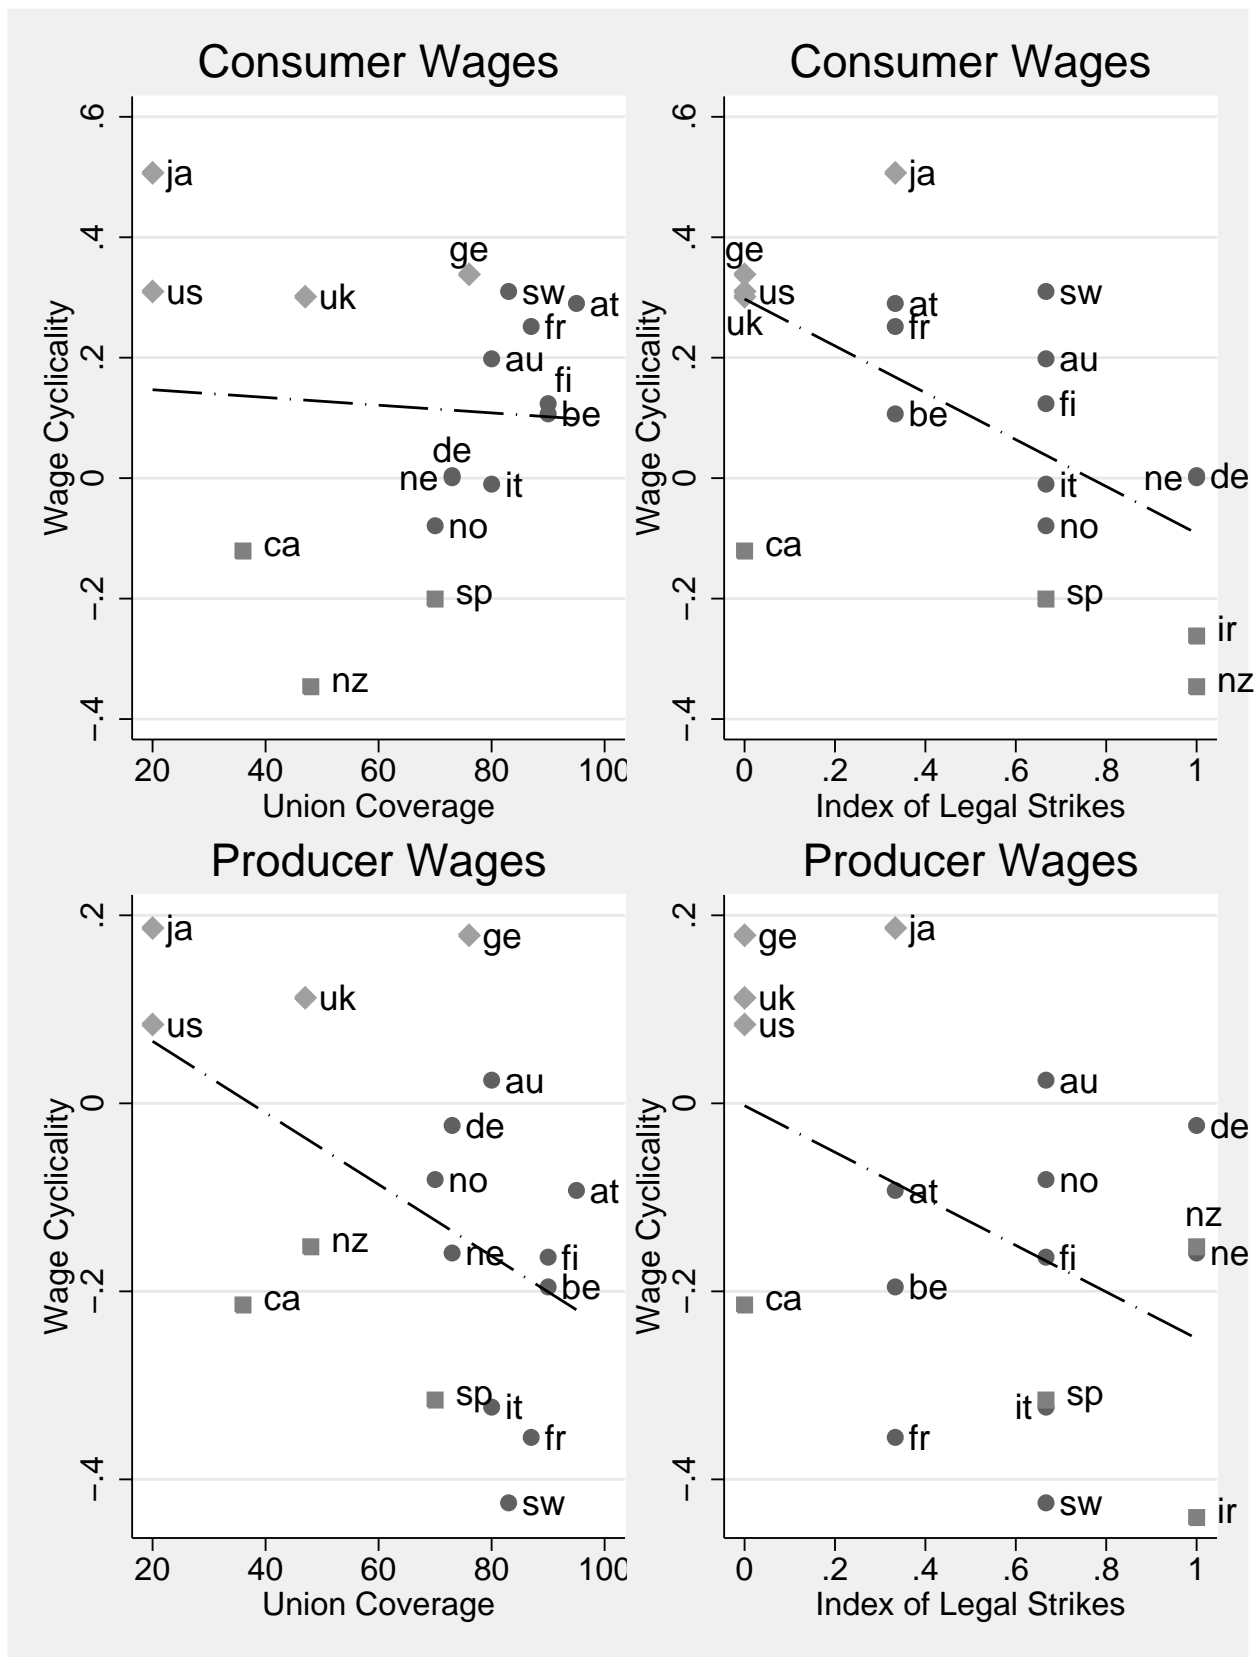 Consumer Wages
Wage Cyclicality
.6
.4
.2
0
−.2
−.4
ja
us
uk
ge
sw
at
fr
au
fi
be
de
ne
it
no
ca
sp
nz
20 40 60 80 100
Union Coverage
Consumer Wages
Wage Cyclicality
.6
.4
.2
0
−.2
−.4
ja
ge
us
uk
at
fr
sw
au
be
fi
it
ne
de
no
ca
sp
ir
nz
0 .2 .4 .6 .8 1
Index of Legal Strikes
Producer Wages
Wage Cyclicality
.2
0
−.2
−.4
ja
ge
uk
us
au
de
no
at
nz
ne
fi
be
ca
sp
it
fr
sw
20 40 60 80 100
Union Coverage
Producer Wages
Wage Cyclicality
.2
0
−.2
−.4
ge
ja
uk
us
au
de
no
at
nz
fi
ne
be
ca
sp
it
fr
sw
ir
0 .2 .4 .6 .8 1
Index of Legal Strikes